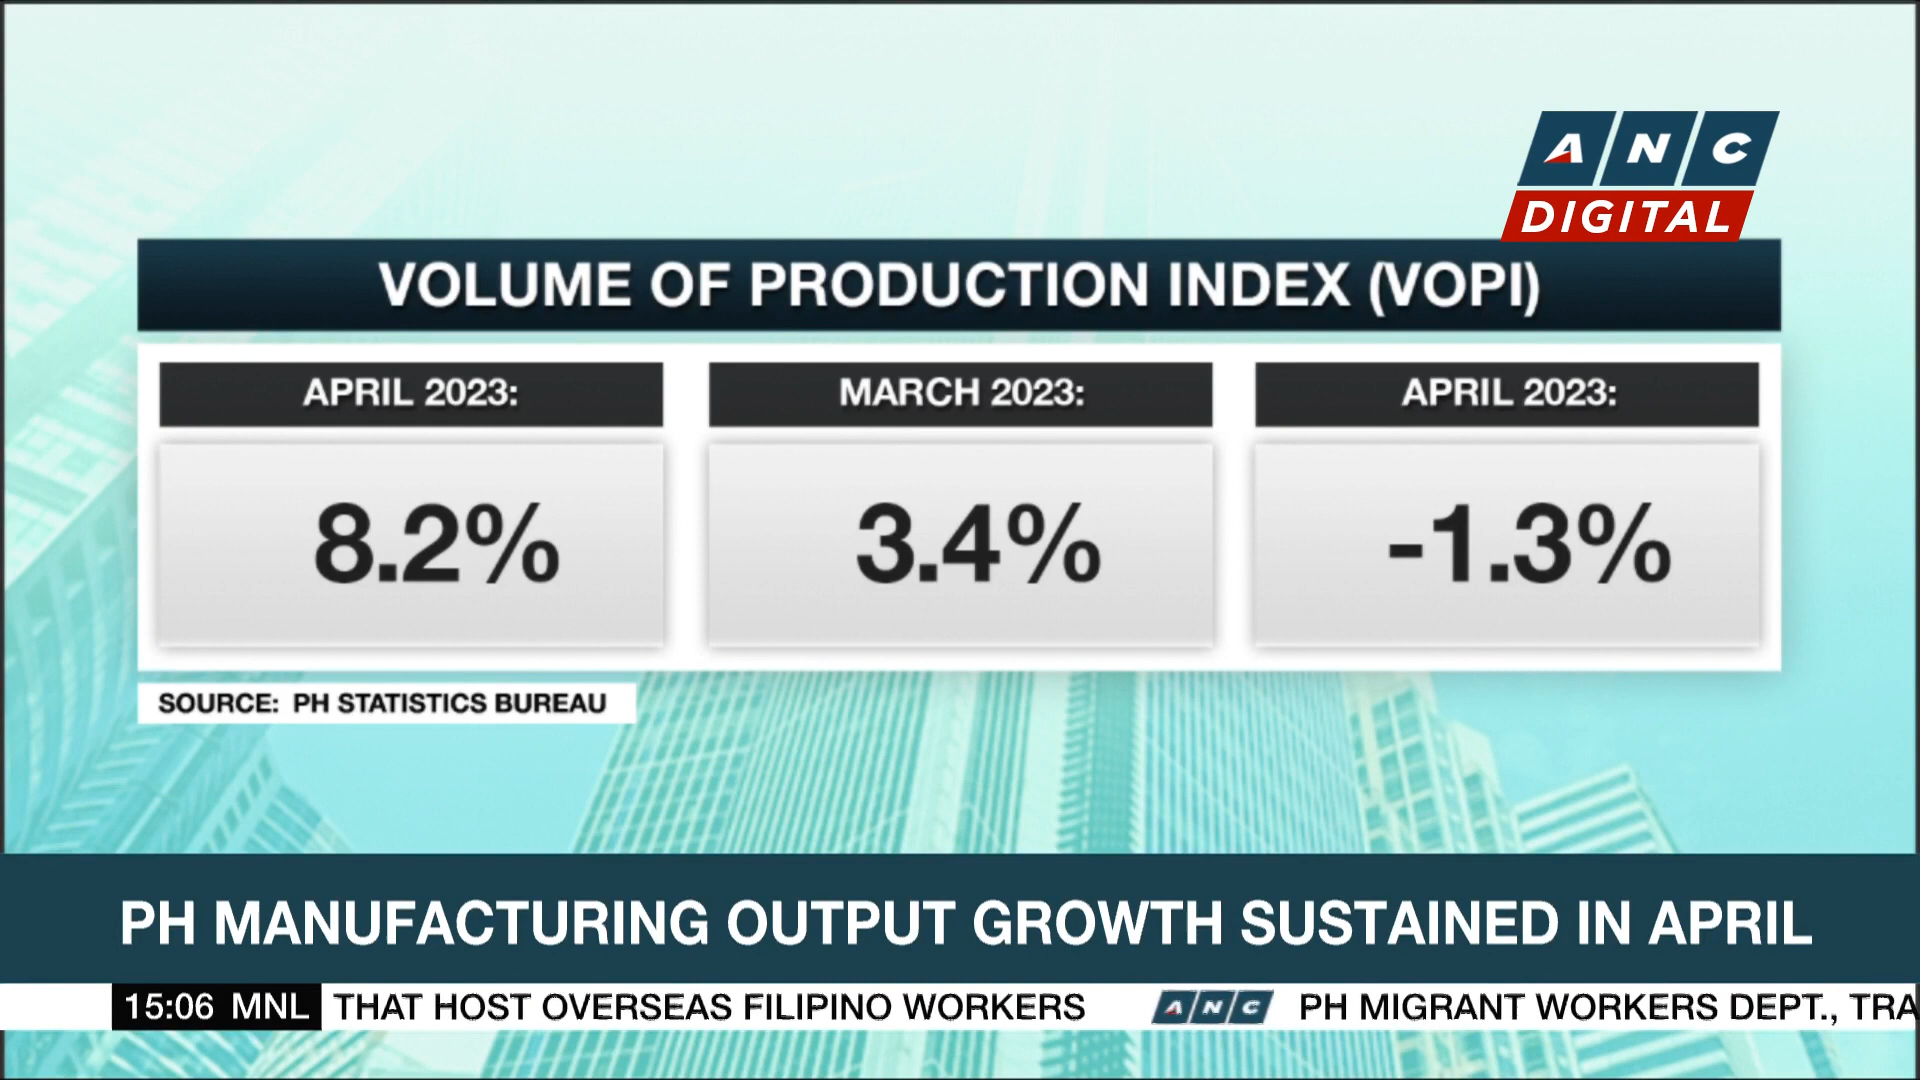 ANC
DIGITAL
VOLUME OF PRODUCTION INDEX (VOPI)
APRIL 2023: MARCH 2023: APRIL 2023:
8.2% 3.4% -1.3%
SOURCE: PH STATISTICS BUREAU
PH MANUFACTURING OUTPUT GROWTH SUSTAINED IN APRIL
15:06 MNL THAT HOST OVERSEAS FILIPINO WORKERS ANC PH MIGRANT WORKERS DEPT., TRA